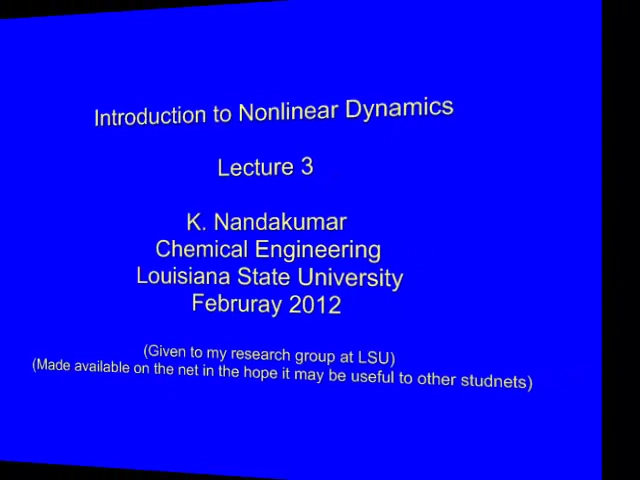 Introduction to Nonlinear Dynamics
Lecture 3
K. Nandakumar
Chemical Engineering
Louisiana State University
Februray 2012
(Given to my research group at LSU)
(Made available on the net in the hope it may be useful to other studnets)